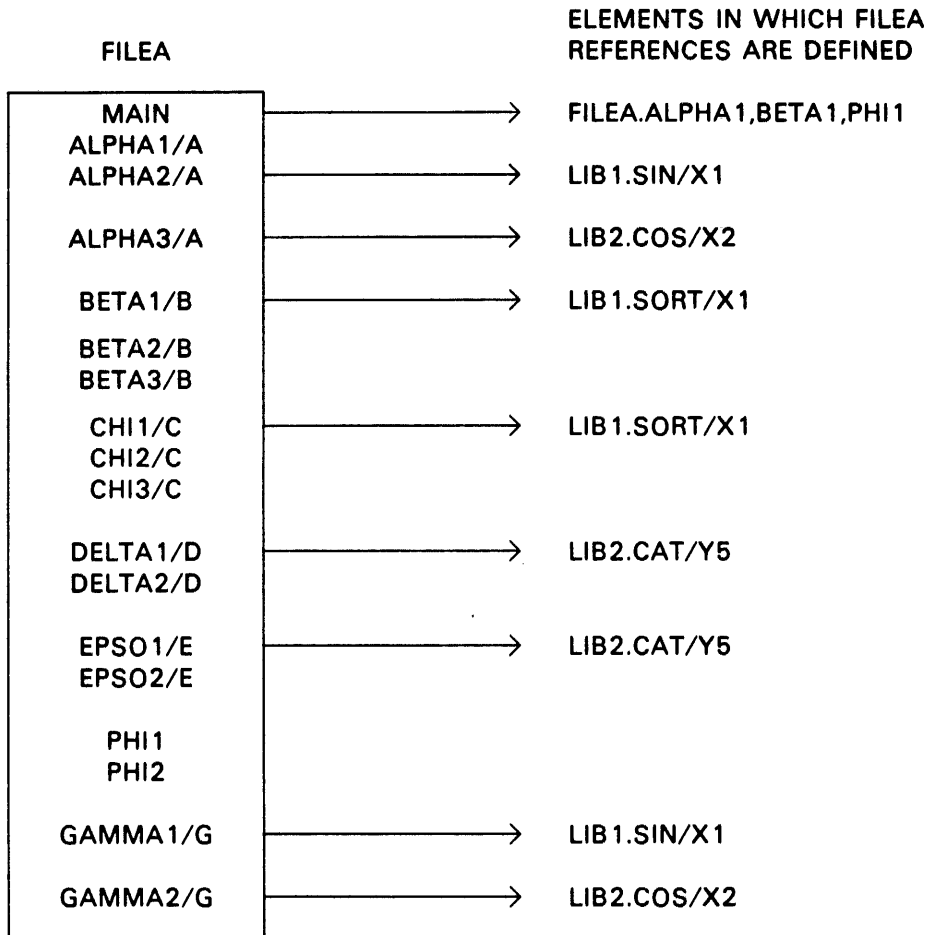 ELEMENTS IN WHICH FILEA
FILEA REFERENCES ARE DEFINED
MAIN FILEA.ALPHA1,BETA1,PHI1
ALPHA1/A
ALPHA2/A LIB1.SIN/X1
ALPHA3/A LIB2.COS/X2
BETA1/B LIB1.SORT/X1
BETA2/B
BETA3/B
CHI1/C LIB1.SORT/X1
CHI2/C
CHI3/C
DELTA1/D LIB2.CAT/Y5
DELTA2/D
EPSO1/E LIB2.CAT/Y5
EPSO2/E
PHI1
PHI2
GAMMA1/G LIB1.SIN/X1
GAMMA2/G LIB2.COS/X2